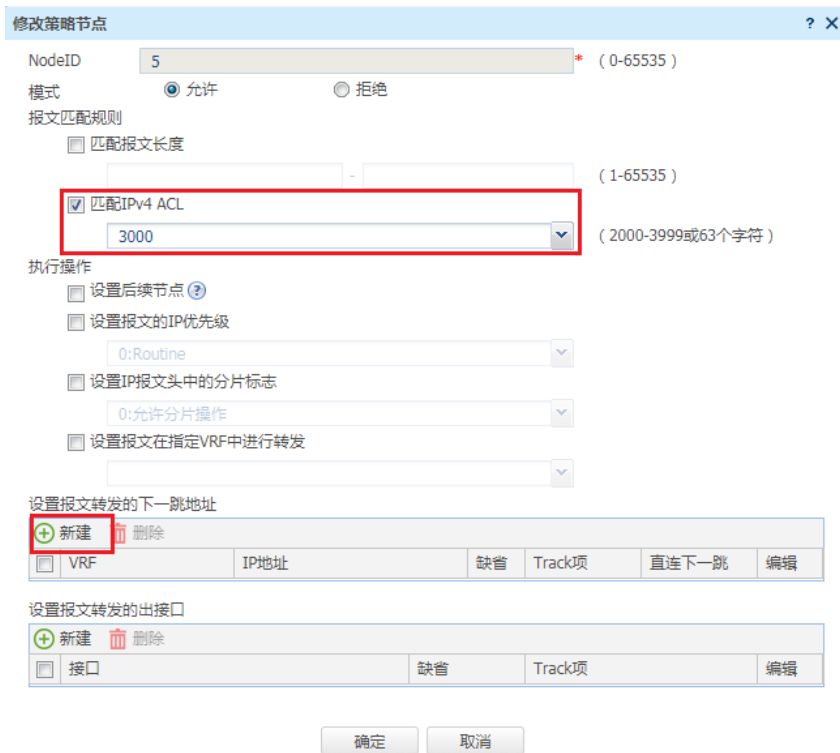 修改策略节点 ?
NodeID 5 * （0-65535）
模式 允许 拒绝
报文匹配规则
匹配报文长度
- （1-65535）
匹配IPv4 ACL
3000 （2000-3999或63个字符）
执行操作
设置后续节点 ?
设置报文的IP优先级
0:Routine
设置IP报文头中的分片标志
0:允许分片操作
设置报文在指定VRF中进行转发
设置报文转发的下一跳地址
新建 删除
VRF IP地址 缺省 Track项 直连下一跳 编辑
设置报文转发的出接口
新建 删除
接口 缺省 Track项 编辑
确定 取消